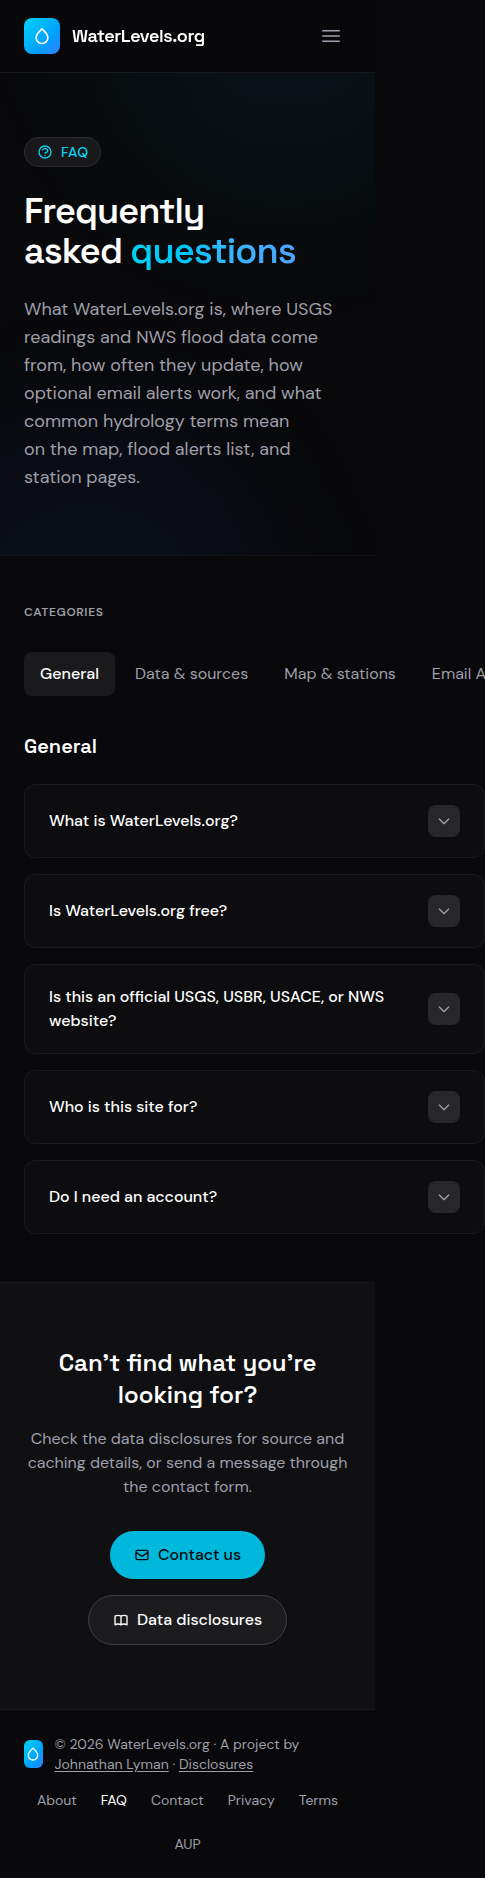 WaterLevels.org
FAQ
Frequently
asked questions
What WaterLevels.org is, where USGS
readings and NWS flood data come
from, how often they update, how
optional email alerts work, and what
common hydrology terms mean
on the map, flood alerts list, and
station pages.
CATEGORIES
General Data & sources Map & stations Email A
General
What is WaterLevels.org?
Is WaterLevels.org free?
Is this an official USGS, USBR, USACE, or NWS
website?
Who is this site for?
Do I need an account?
Can’t find what you’re
looking for?
Check the data disclosures for source and
caching details, or send a message through
the contact form.
Contact us
Data disclosures
© 2026 WaterLevels.org · A project by
Johnathan Lyman · Disclosures
About FAQ Contact Privacy Terms
AUP